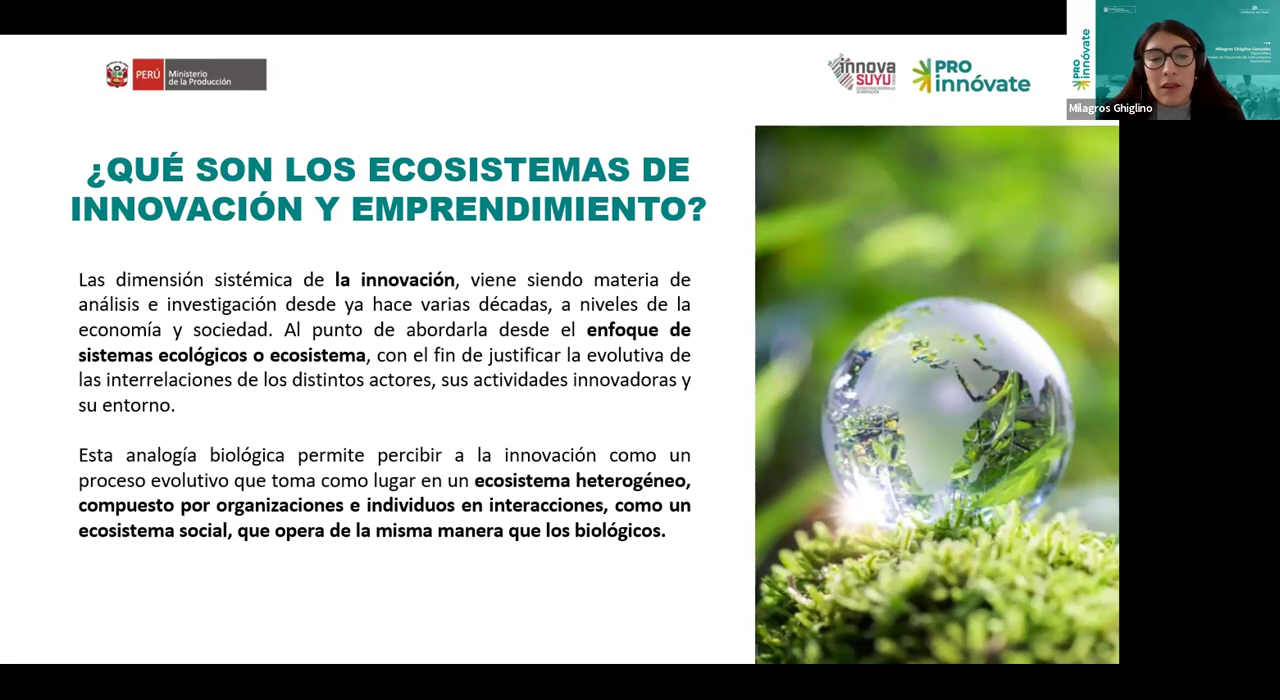 PERÚ
Ministerio
de la Producción
innova
SUYU
PRO
innóvate
PRO
innóvate
Milagros Ghiglino
¿QUÉ SON LOS ECOSISTEMAS DE
INNOVACIÓN Y EMPRENDIMIENTO?
Las dimensión sistémica de la innovación, viene siendo materia de
análisis e investigación desde ya hace varias décadas, a niveles de la
economía y sociedad. Al punto de abordarla desde el enfoque de
sistemas ecológicos o ecosistema, con el fin de justificar la evolutiva de
las interrelaciones de los distintos actores, sus actividades innovadoras y
su entorno.
Esta analogía biológica permite percibir a la innovación como un
proceso evolutivo que toma como lugar en un ecosistema heterogéneo,
compuesto por organizaciones e individuos en interacciones, como un
ecosistema social, que opera de la misma manera que los biológicos.